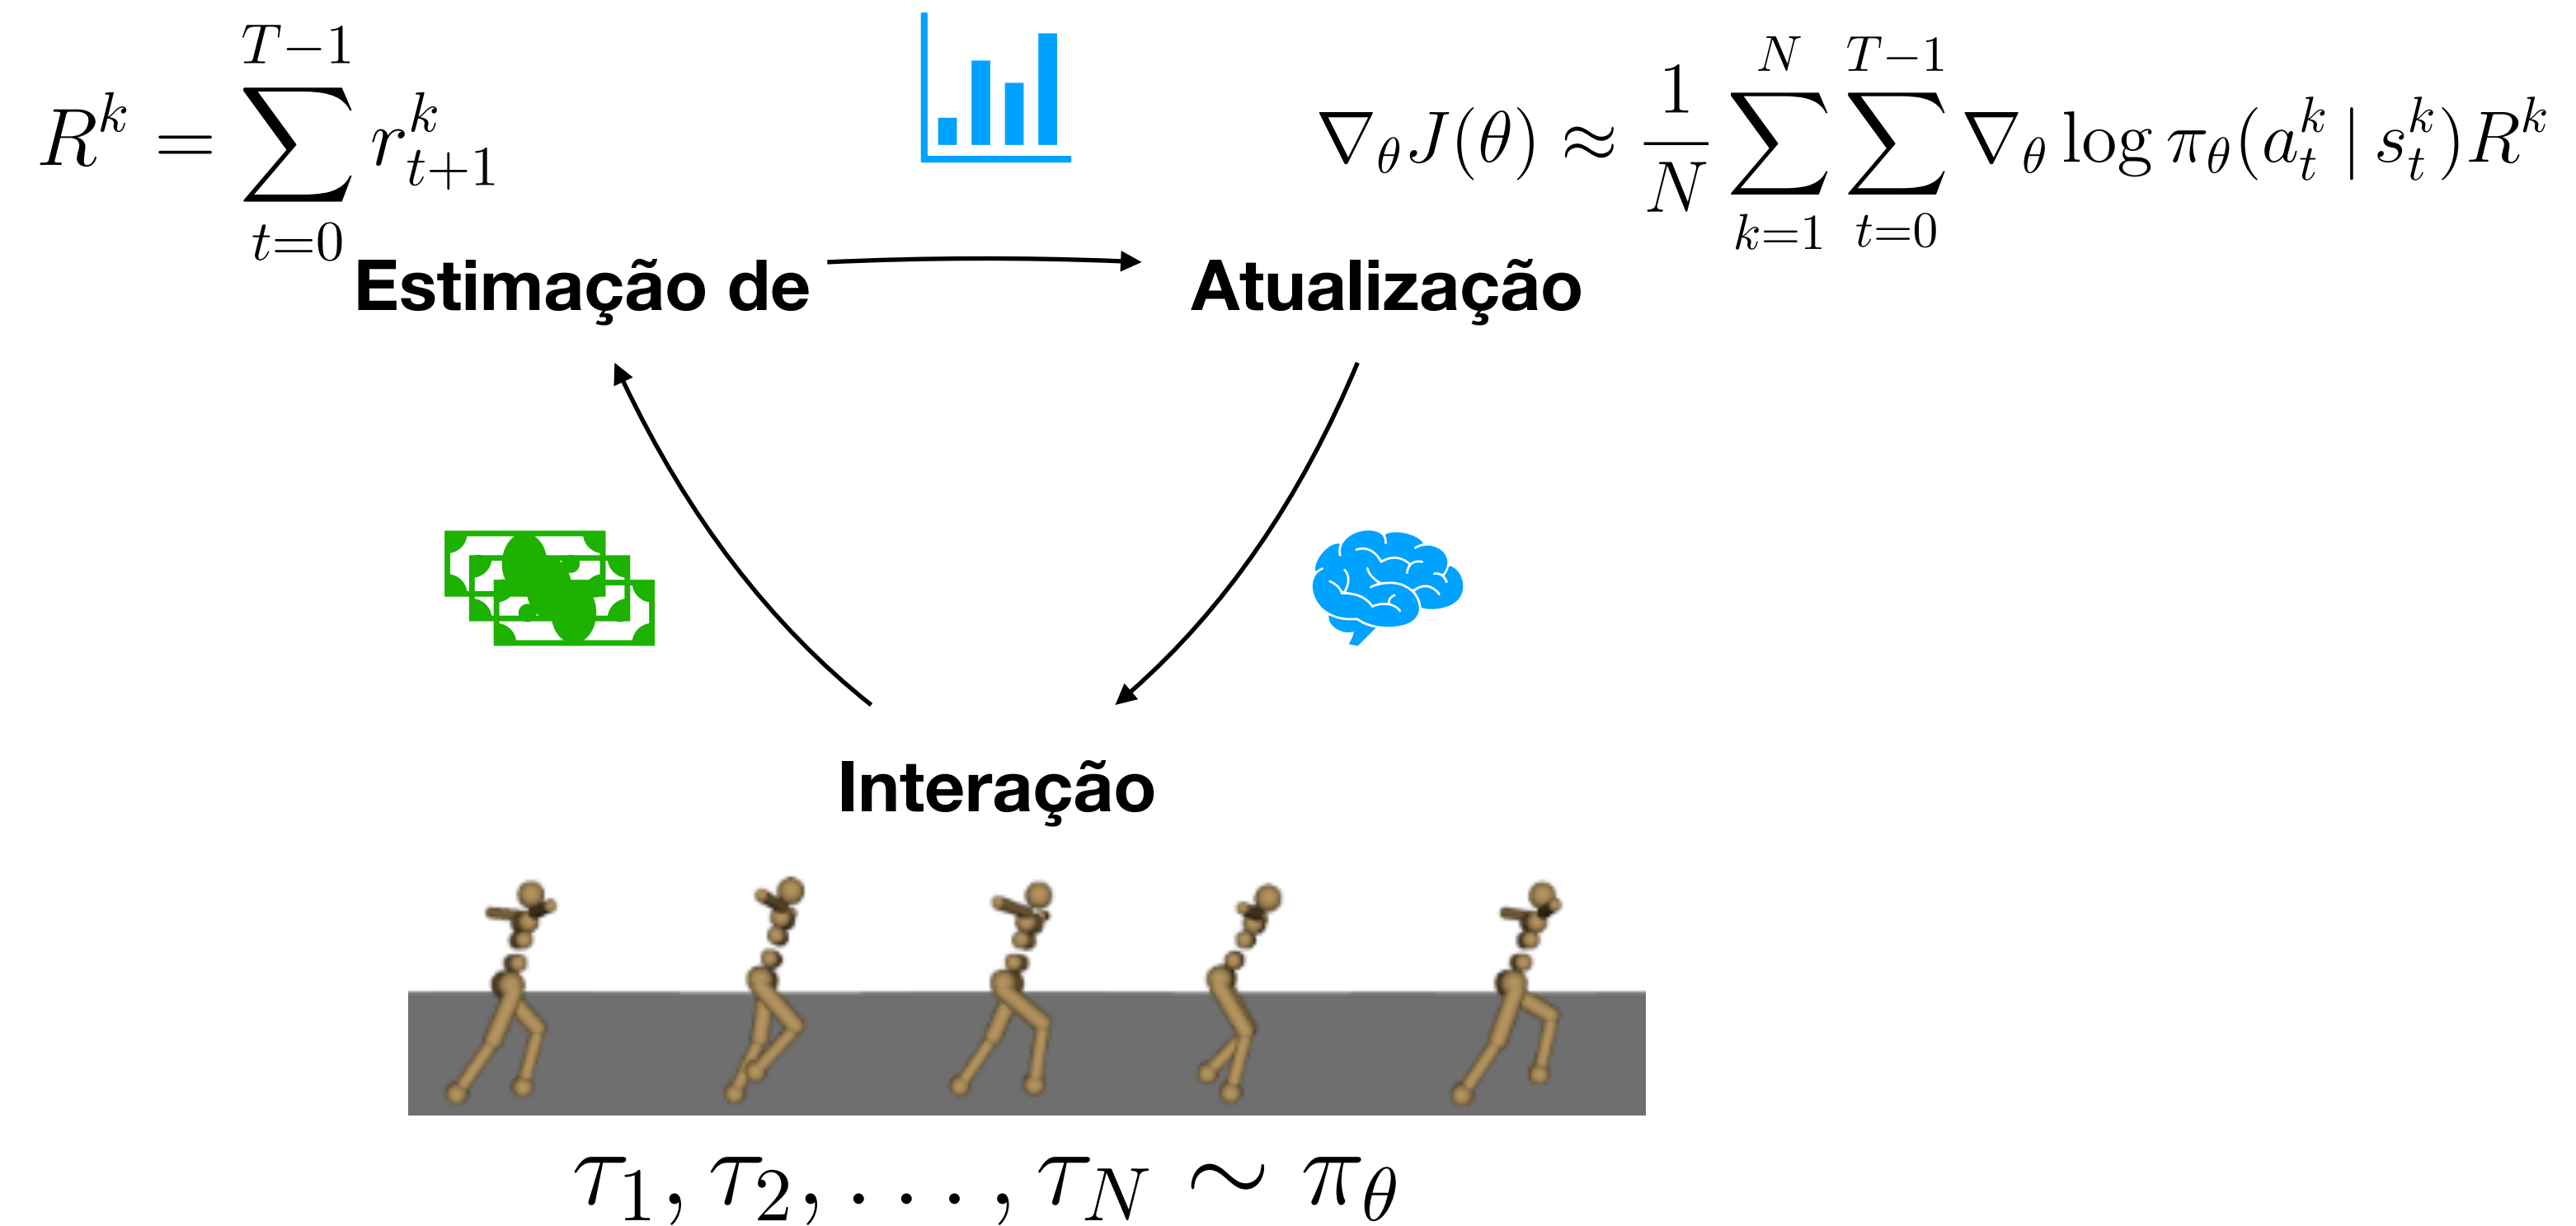 $R^k = \sum_{t=0}^{T-1} r_{t+1}^k$
$\nabla_\theta J(\theta) \approx \frac{1}{N} \sum_{k=1}^{N} \sum_{t=0}^{T-1} \nabla_\theta \log \pi_\theta(a_t^k \mid s_t^k) R^k$
Estimação de
Atualização
Interação
$\tau_1, \tau_2, \ldots, \tau_N \sim \pi_\theta$